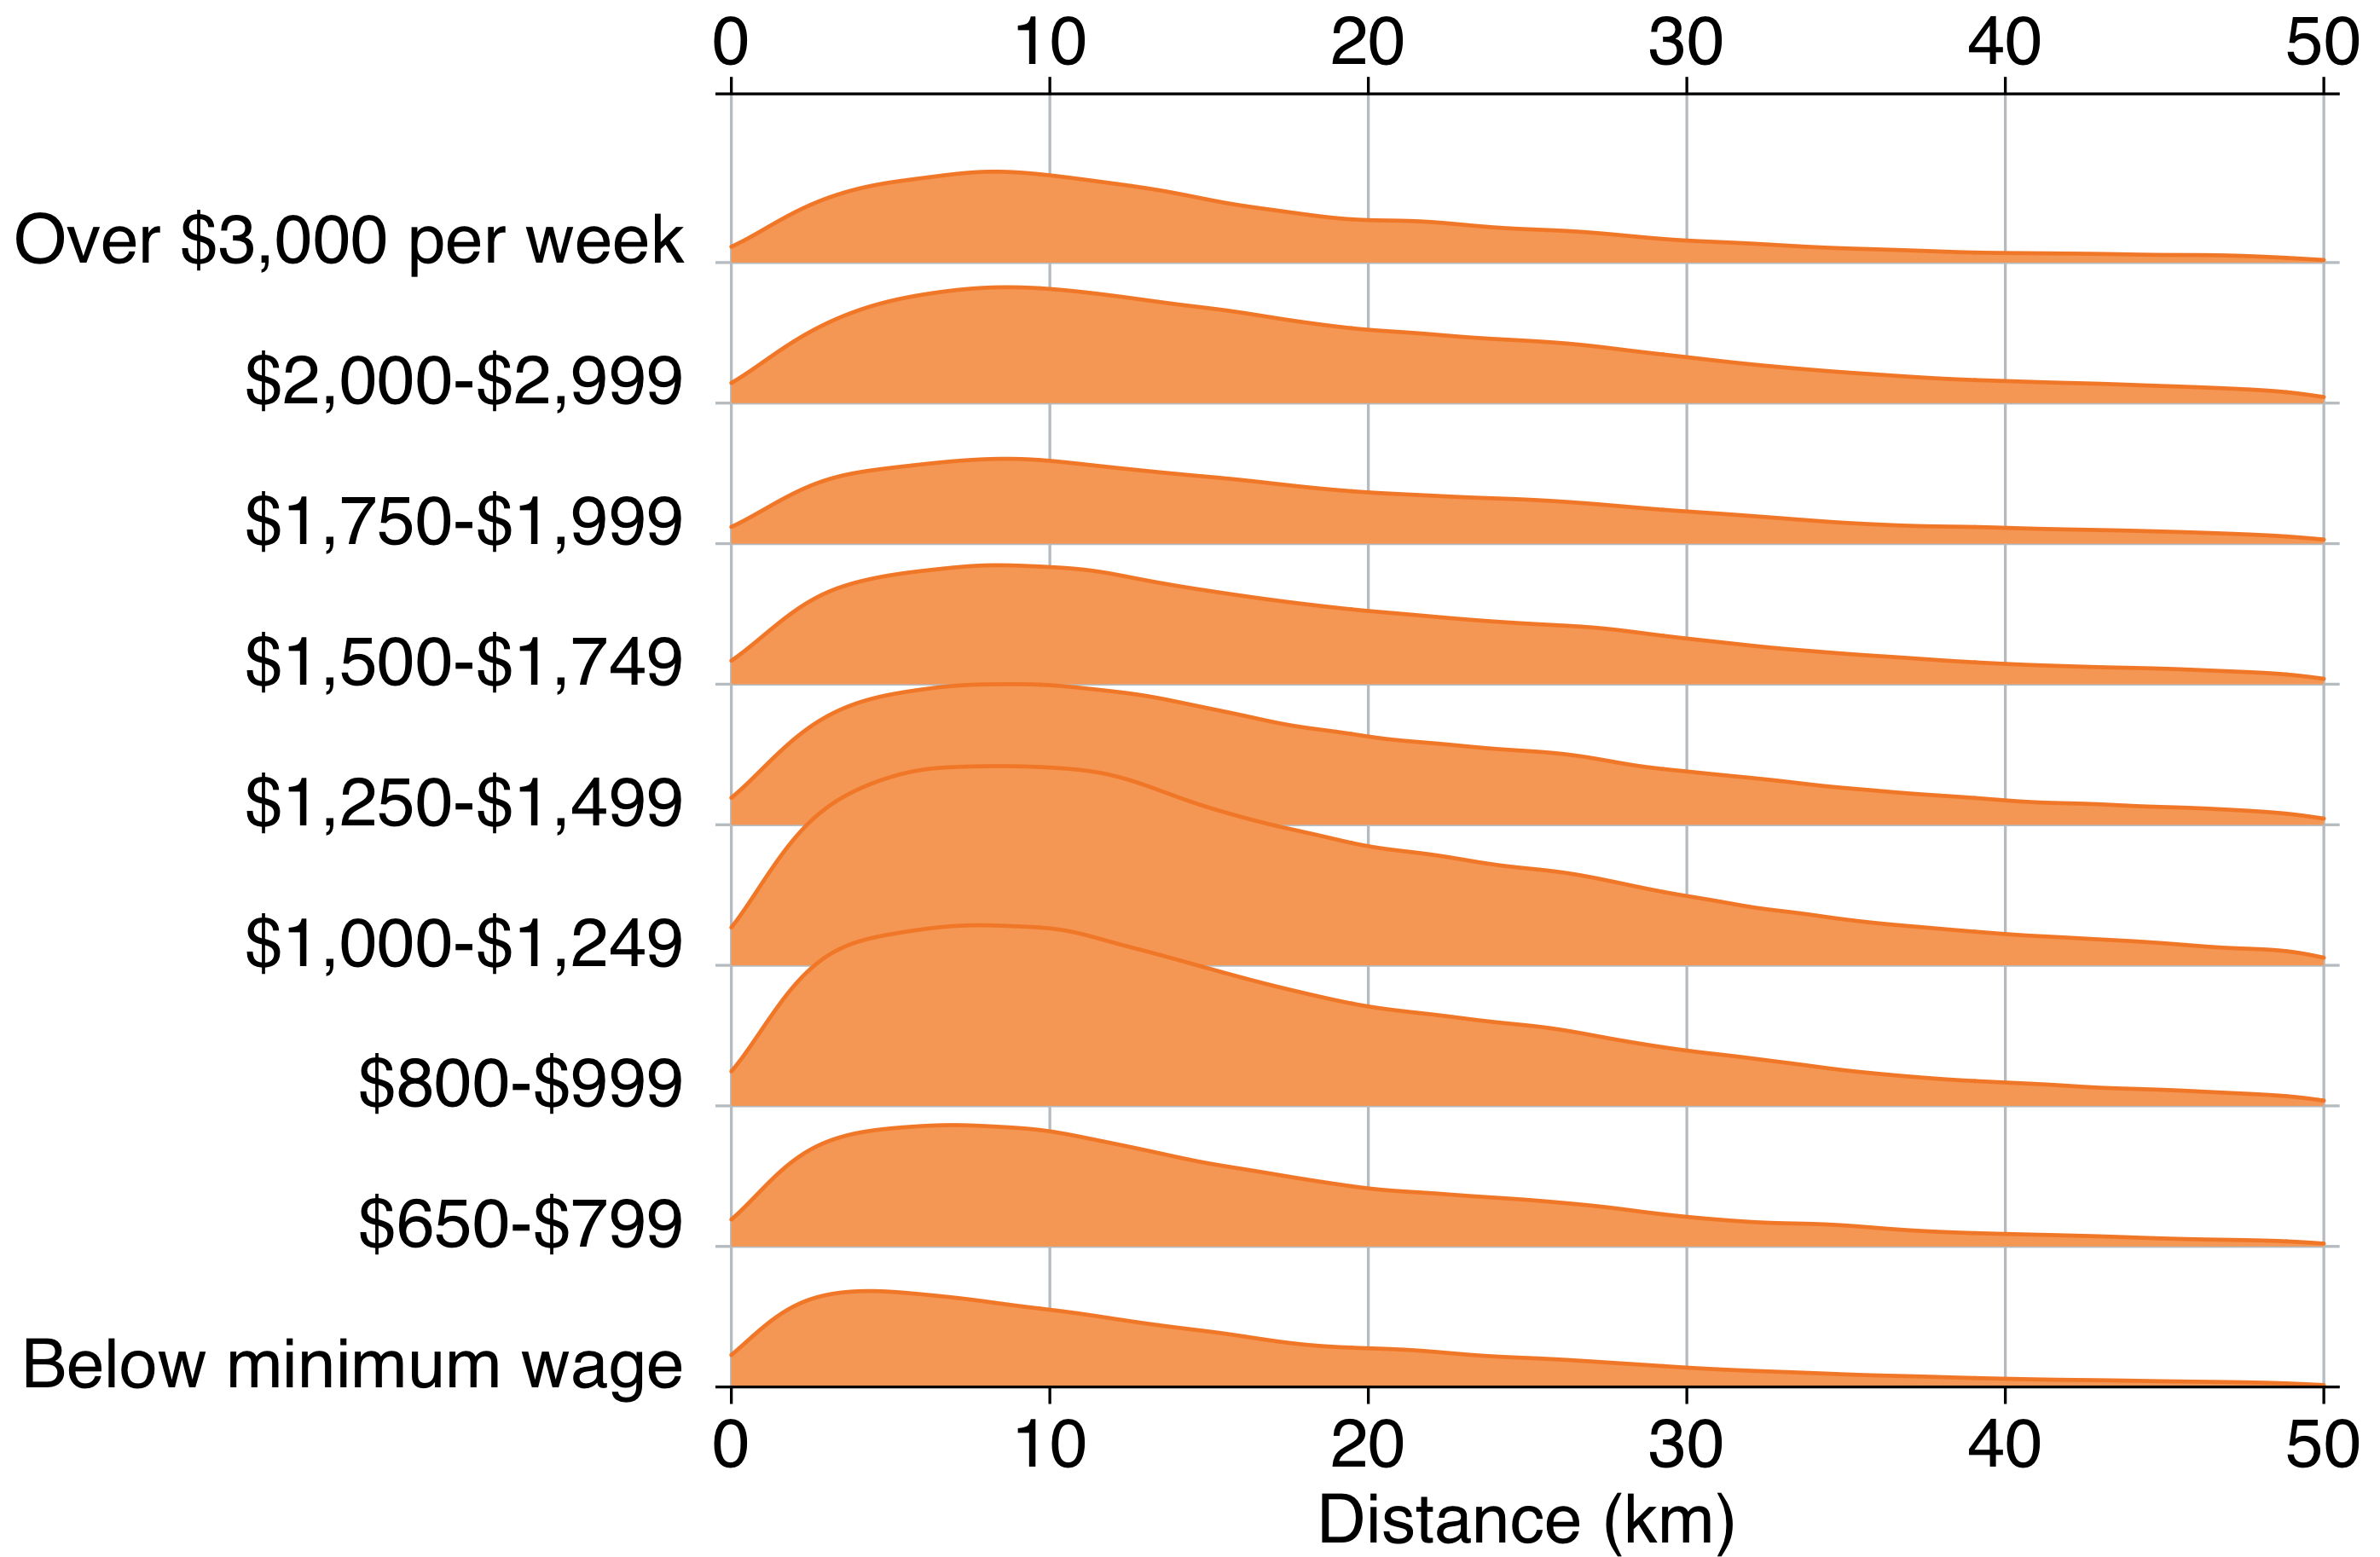 0 10 20 30 40 50
Over $3,000 per week
$2,000-$2,999
$1,750-$1,999
$1,500-$1,749
$1,250-$1,499
$1,000-$1,249
$800-$999
$650-$799
Below minimum wage
0 10 20 30 40 50
Distance (km)